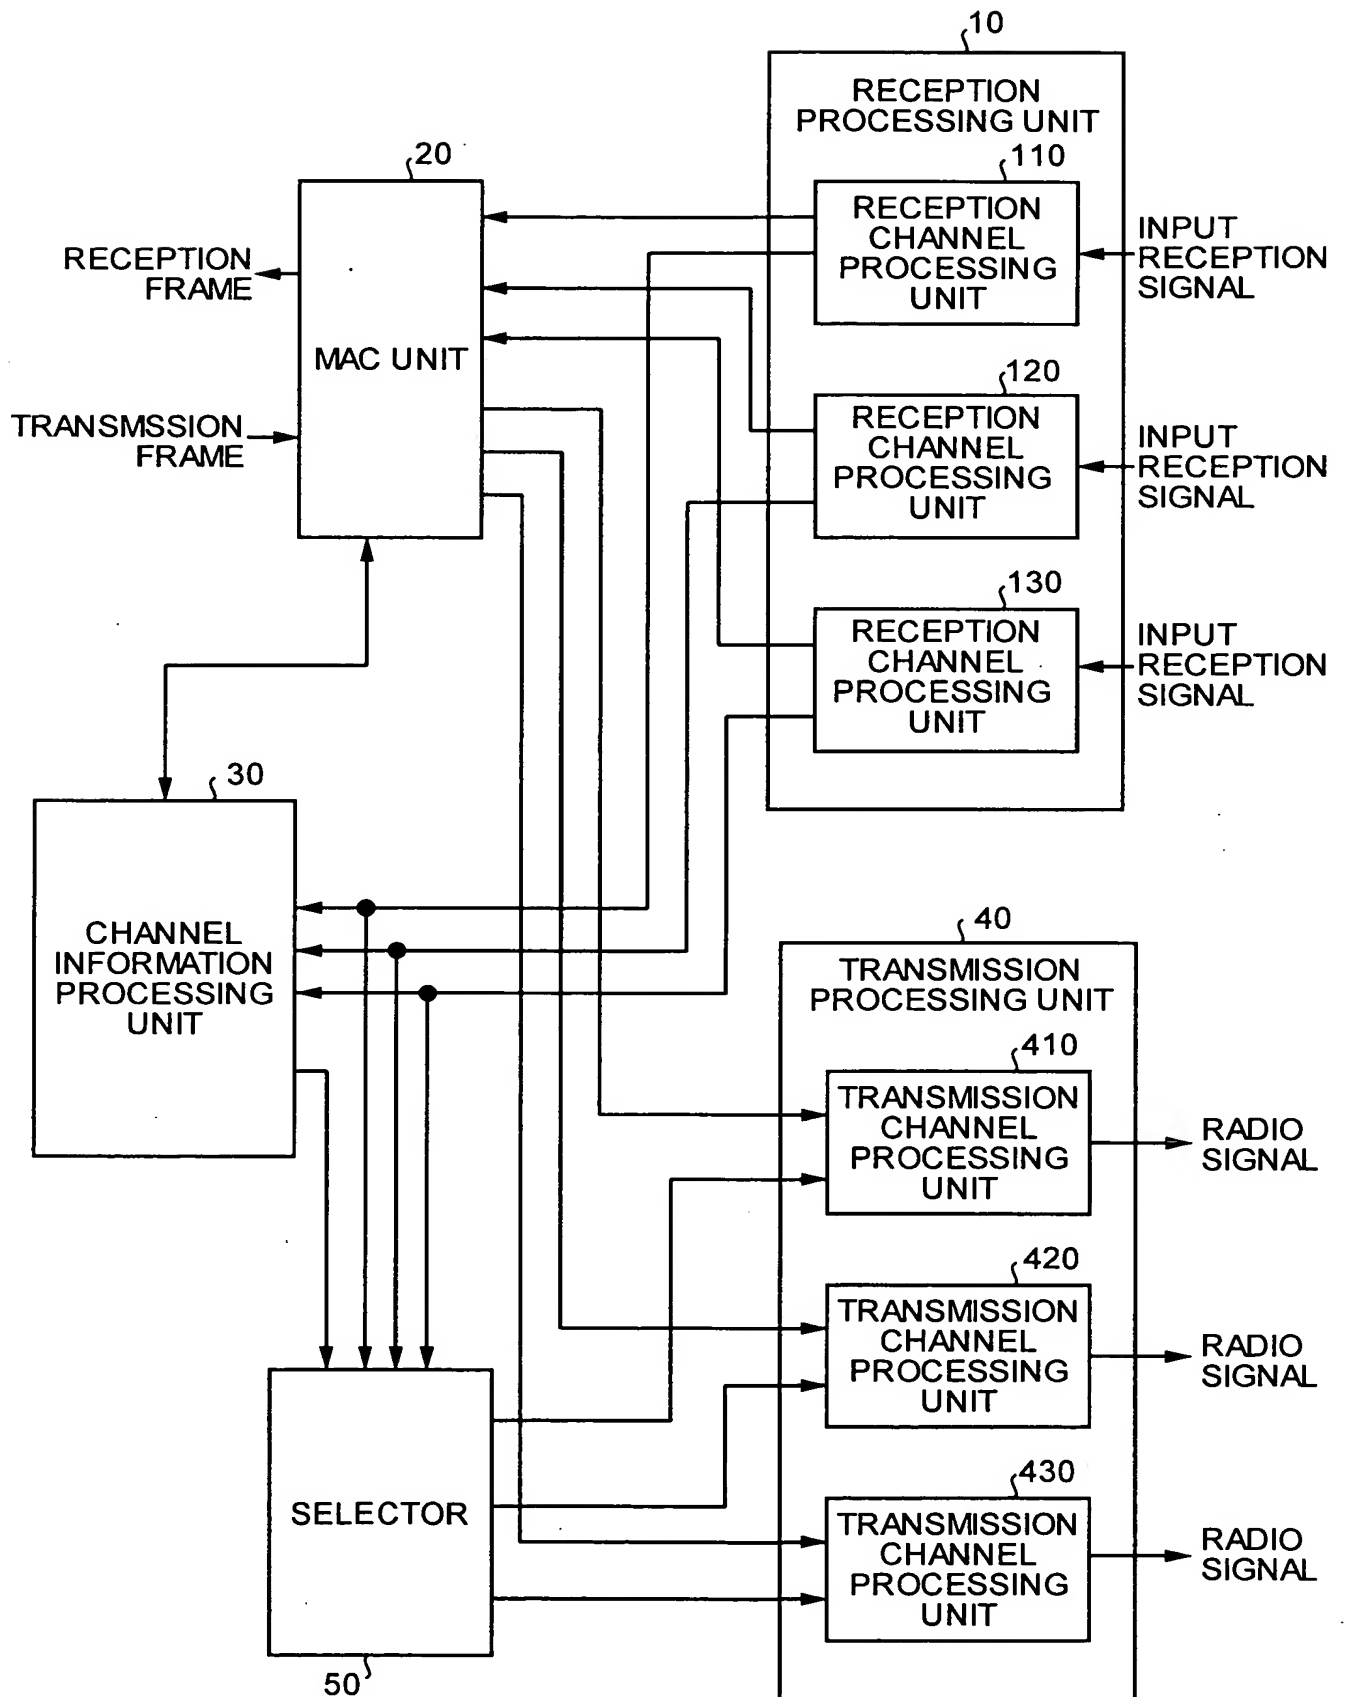 10
RECEPTION
PROCESSING UNIT
20
MAC UNIT
RECEPTION
FRAME
TRANSMSSION
FRAME
110
RECEPTION
CHANNEL
PROCESSING
UNIT
INPUT
RECEPTION
SIGNAL
120
RECEPTION
CHANNEL
PROCESSING
UNIT
INPUT
RECEPTION
SIGNAL
130
RECEPTION
CHANNEL
PROCESSING
UNIT
INPUT
RECEPTION
SIGNAL
30
CHANNEL
INFORMATION
PROCESSING
UNIT
40
TRANSMISSION
PROCESSING UNIT
410
TRANSMISSION
CHANNEL
PROCESSING
UNIT
RADIO
SIGNAL
420
TRANSMISSION
CHANNEL
PROCESSING
UNIT
RADIO
SIGNAL
430
TRANSMISSION
CHANNEL
PROCESSING
UNIT
RADIO
SIGNAL
SELECTOR
50